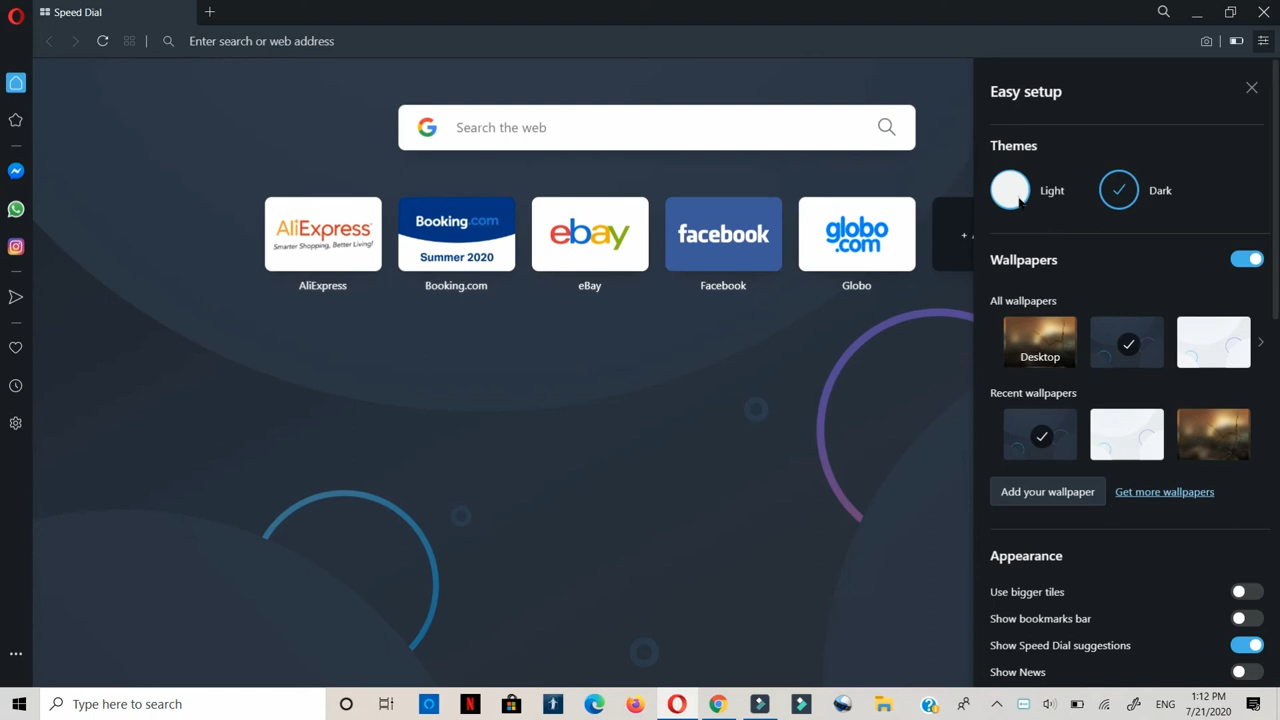 Speed Dial
Enter search or web address
Easy setup
Search the web
Themes
Light
Dark
AliExpress
Smarter Shopping, Better Living!
Booking.com
Summer 2020
ebay
facebook
globo
.com
AliExpress
Booking.com
eBay
Facebook
Globo
Wallpapers
All wallpapers
Desktop
Recent wallpapers
Add your wallpaper
Get more wallpapers
Appearance
Use bigger tiles
Show bookmarks bar
Show Speed Dial suggestions
Show News
Type here to search
ENG
1:12 PM
7/21/2020